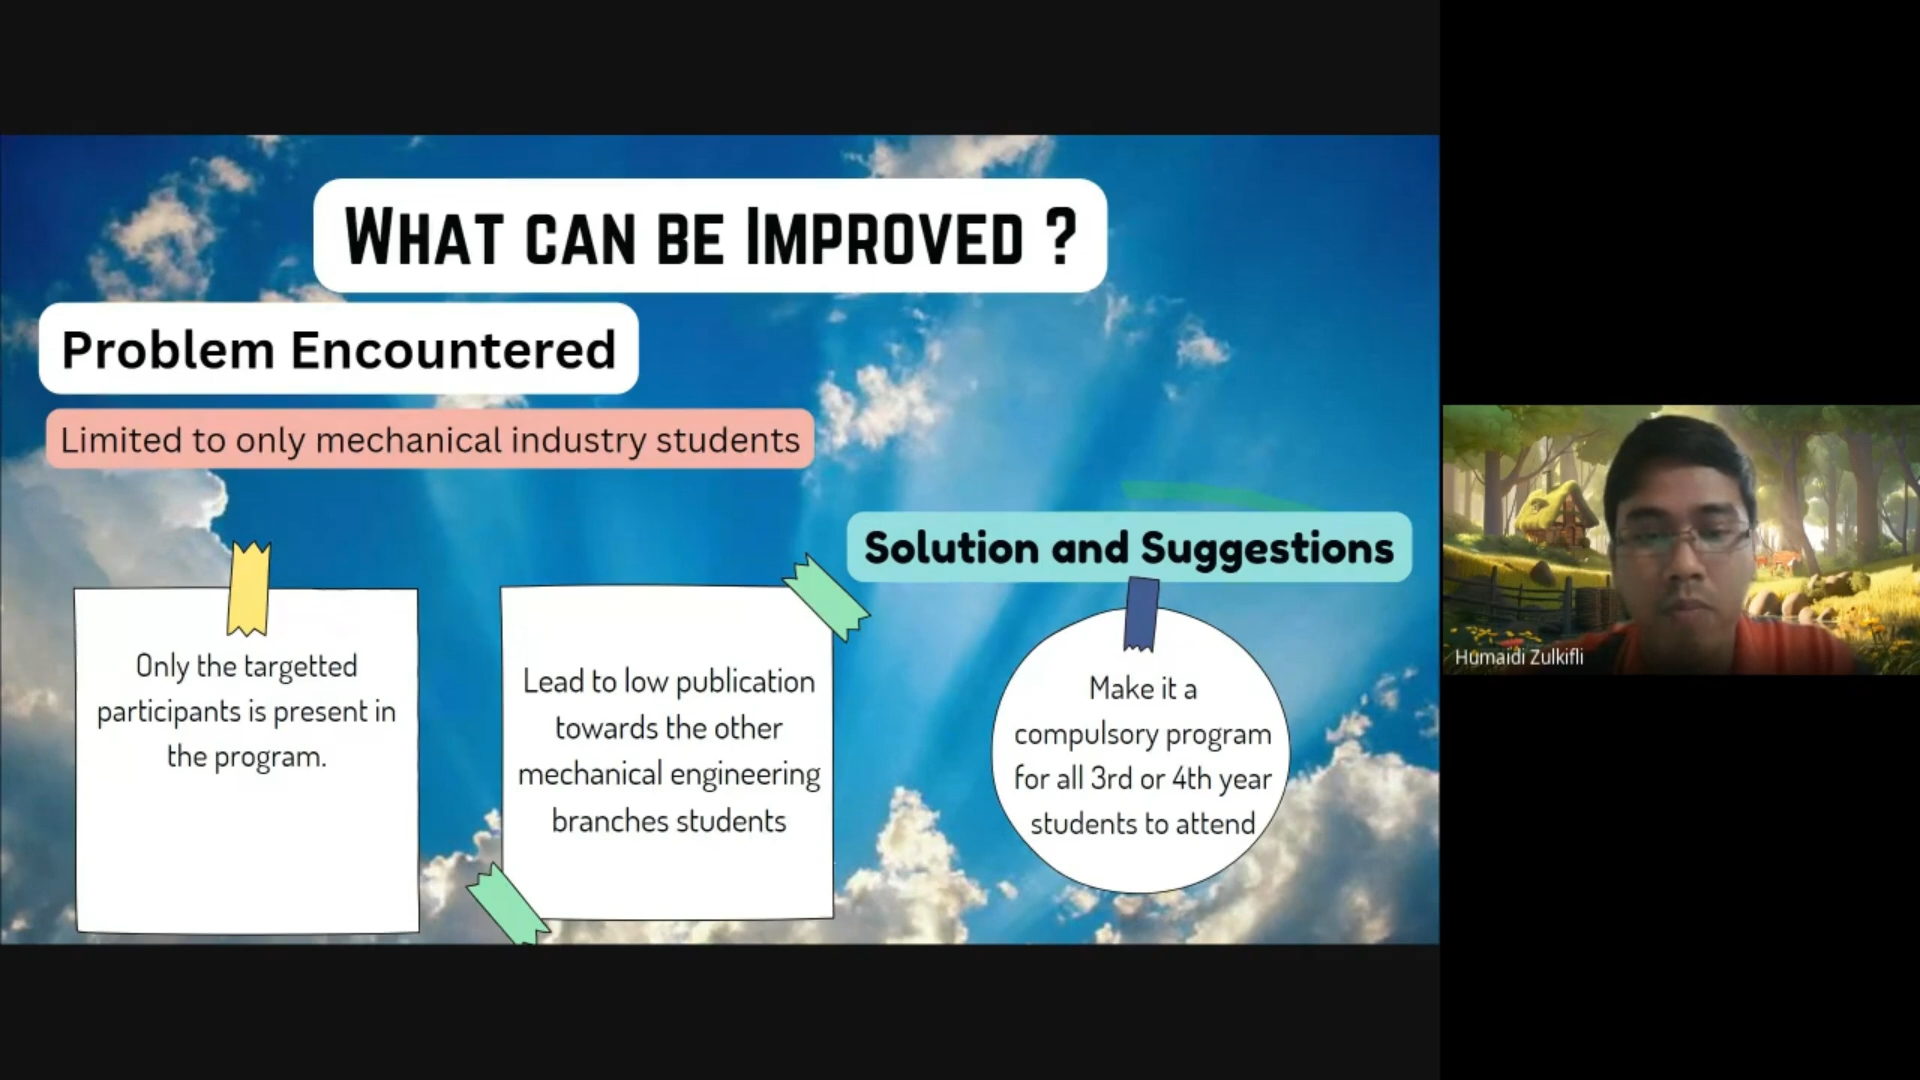 WHAT CAN BE IMPROVED ?
Problem Encountered
Limited to only mechanical industry students
Solution and Suggestions
Only the targetted
participants is present in
the program.
Lead to low publication
towards the other
mechanical engineering
branches students
Make it a
compulsory program
for all 3rd or 4th year
students to attend
Humaidi Zulkifli